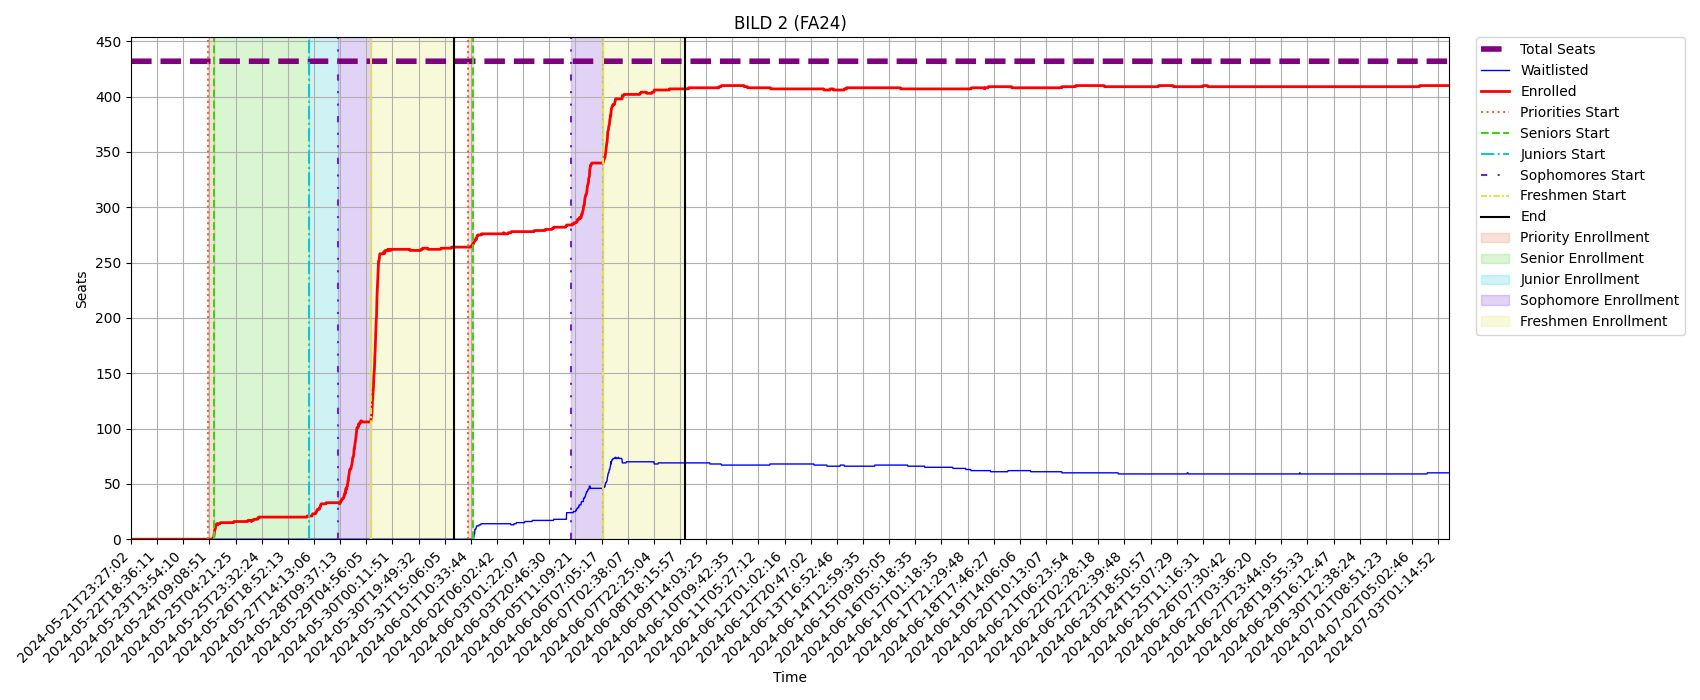 BILD 2 (FA24)
450
400
350
300
250
200
150
100
50
0
Seats
2024-05-21T23:27:02
2024-05-22T18:36:11
2024-05-23T13:54:10
2024-05-24T09:08:51
2024-05-25T04:21:25
2024-05-25T23:32:24
2024-05-26T18:52:13
2024-05-27T14:13:06
2024-05-28T09:37:13
2024-05-29T04:56:05
2024-05-30T00:11:51
2024-05-30T19:49:32
2024-05-31T15:06:05
2024-06-01T10:33:44
2024-06-02T06:02:42
2024-06-03T01:22:07
2024-06-03T20:46:30
2024-06-05T11:09:21
2024-06-06T07:05:17
2024-06-07T02:38:07
2024-06-07T22:25:04
2024-06-08T18:15:57
2024-06-09T14:03:25
2024-06-10T09:42:35
2024-06-11T05:27:12
2024-06-12T01:02:16
2024-06-12T20:47:02
2024-06-13T16:52:46
2024-06-14T12:59:35
2024-06-15T09:05:05
2024-06-16T05:18:35
2024-06-17T01:18:35
2024-06-17T21:29:48
2024-06-18T17:46:27
2024-06-19T14:06:06
2024-06-20T10:13:07
2024-06-21T06:23:54
2024-06-22T02:28:18
2024-06-22T22:39:48
2024-06-23T18:50:57
2024-06-24T15:07:29
2024-06-25T11:16:31
2024-06-26T07:30:42
2024-06-27T03:36:20
2024-06-27T23:44:05
2024-06-28T19:55:33
2024-06-29T16:12:47
2024-06-30T12:38:24
2024-07-01T08:51:23
2024-07-02T05:02:46
2024-07-03T01:14:52
Time
Total Seats
Waitlisted
Enrolled
Priorities Start
Seniors Start
Juniors Start
Sophomores Start
Freshmen Start
End
Priority Enrollment
Senior Enrollment
Junior Enrollment
Sophomore Enrollment
Freshmen Enrollment